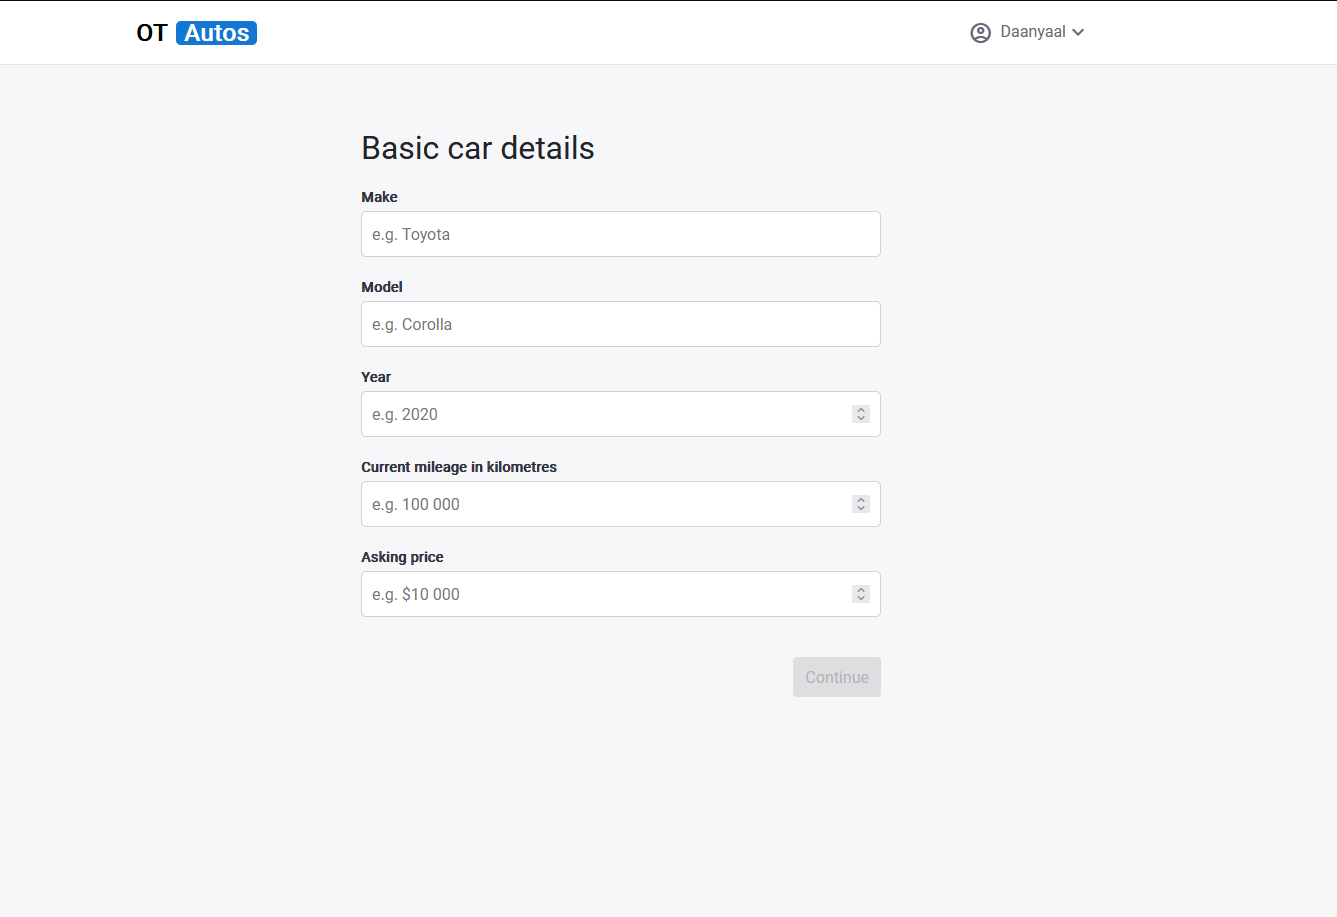 OT Autos
Daanyaal
Basic car details
Make
e.g. Toyota
Model
e.g. Corolla
Year
e.g. 2020
Current mileage in kilometres
e.g. 100 000
Asking price
e.g. $10 000
Continue